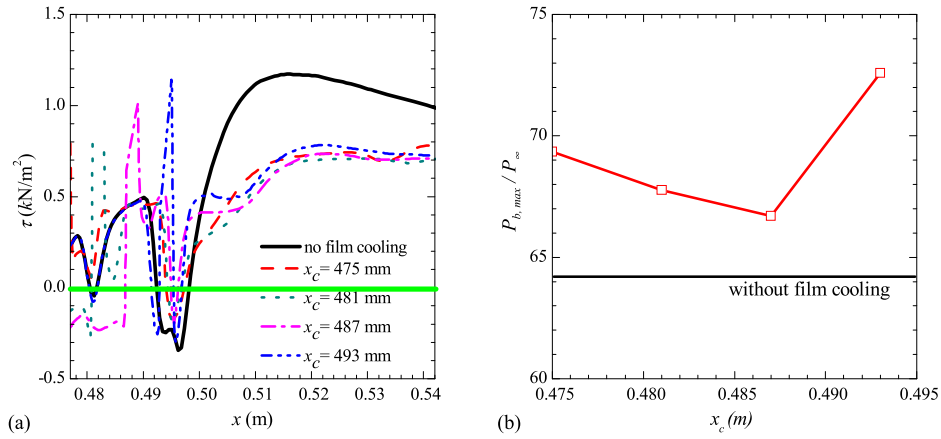 1.5
1.0
0.5
0.0
-0.5
τ (kN/m²)
no film cooling
x_c= 475 mm
x_c= 481 mm
x_c= 487 mm
x_c= 493 mm
0.48 0.49 0.50 0.51 0.52 0.53 0.54
x (m)
(a)
75
70
65
60
P_b, max / P_∞
without film cooling
0.475 0.480 0.485 0.490 0.495
x_c (m)
(b)